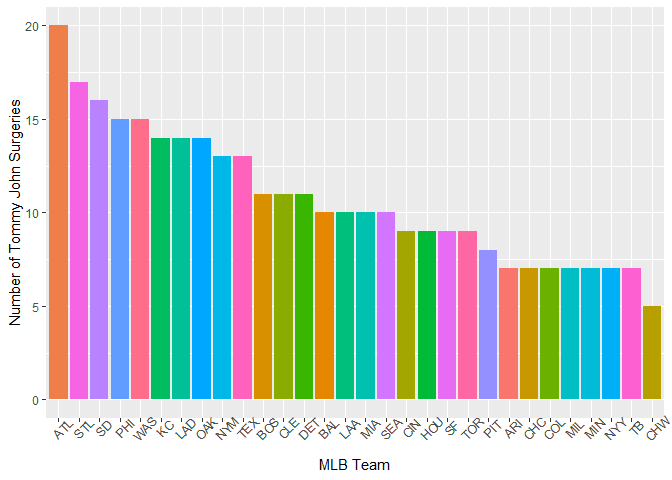 Number of Tommy John Surgeries
20
15
10
5
0
ATL STL SD PHI WAS KC LAD OAK NYM TEX BOS CLE DET BAL LAA MIA SEA CIN HOU SF TOR PIT ARI CHC COL MIL MIN NYY TB CHW
MLB Team